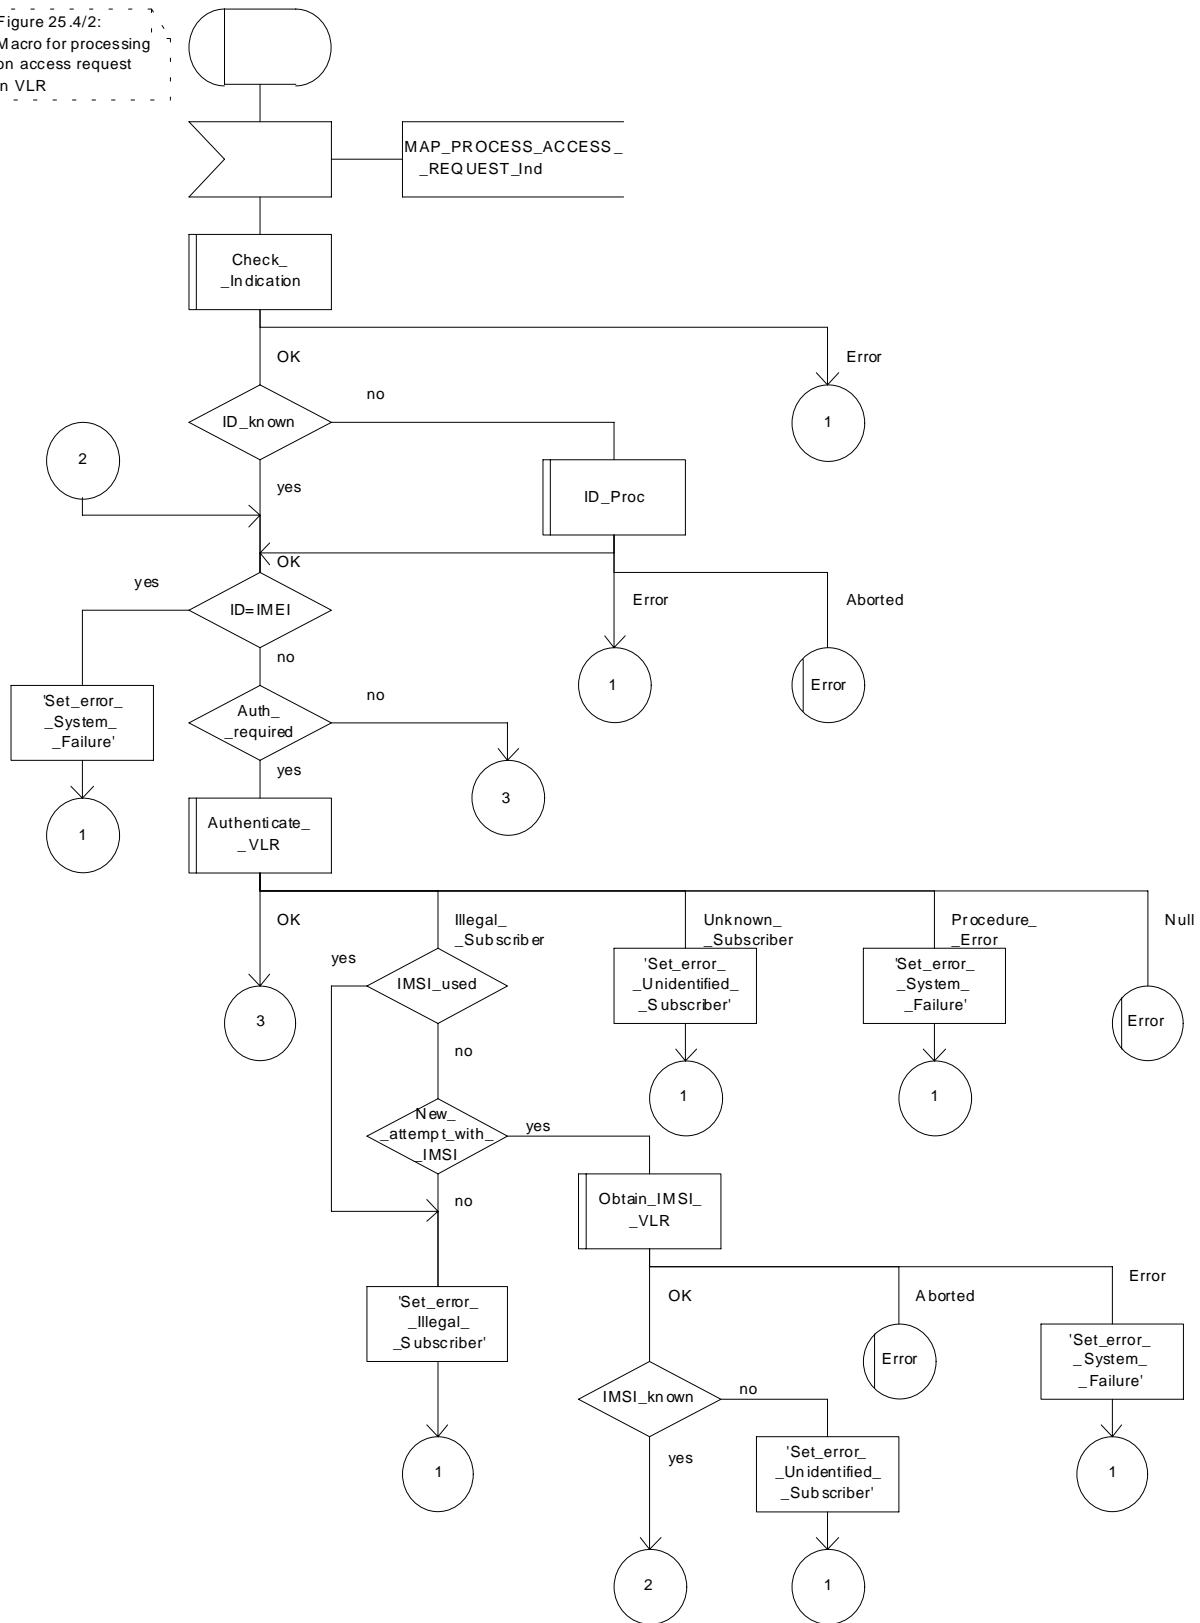 Figure 25.4/2:
Macro for processing
on access request
in VLR
MAP_PROCESS_ACCESS_
_REQUEST_Ind
Check_
_Indication
OK
Error
1
no
ID_known
2
yes
ID_Proc
OK
yes
Error
Aborted
ID=IMEI
no
1
Error
'Set_error_
_System_
_Failure'
no
Auth_
_required
yes
3
1
Authenticate_
_VLR
OK
Illegal_
_Subscriber
Unknown_
_Subscriber
Procedure_
_Error
Null
yes
IMSI_used
'Set_error_
_Unidentified_
_Subscriber'
'Set_error_
_System_
_Failure'
3
Error
no
1
1
New_
_attempt_with_
_IMSI
yes
no
Obtain_IMSI_
_VLR
OK
Aborted
Error
'Set_error_
_Illegal_
_Subscriber'
Error
'Set_error_
_System_
_Failure'
IMSI_known
no
yes
'Set_error_
_Unidentified_
_Subscriber'
1
1
2
1